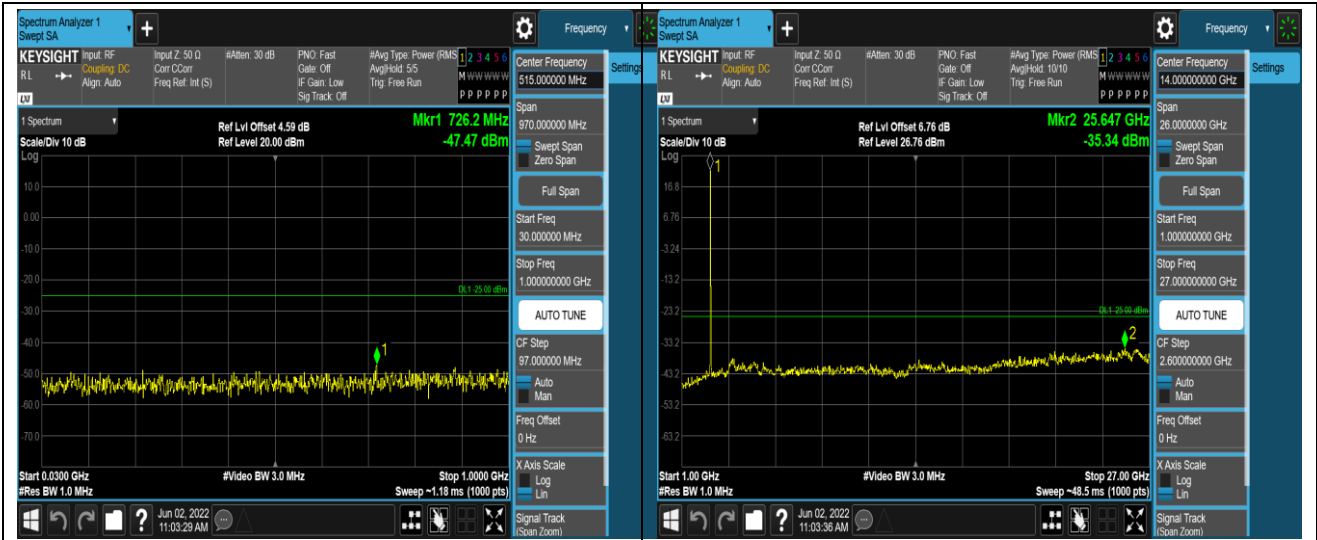 Spectrum Analyzer 1
Swept SA
+
Frequency
KEYSIGHT
RL
LXI
Input: RF
Coupling: DC
Align: Auto
Input Z: 50 Ω
Corr CCorr
Freq Ref: Int (S)
#Atten: 30 dB
PNO: Fast
Gate: Off
IF Gain: Low
Sig Track: Off
#Avg Type: Power (RMS
Avg|Hold: 5/5
Trig: Free Run
1 2 3 4 5 6
M W W W W W
P P P P P P
1 Spectrum
Scale/Div 10 dB
Log
Ref Lvl Offset 4.59 dB
Ref Level 20.00 dBm
Mkr1 726.2 MHz
-47.47 dBm
10.0
0.00
-10.0
-20.0
DL1 -25.00 dBm
-30.0
-40.0
1
-50.0
-60.0
-70.0
Start 0.0300 GHz
#Res BW 1.0 MHz
#Video BW 3.0 MHz
Stop 1.0000 GHz
Sweep ~1.18 ms (1000 pts)
Jun 02, 2022
11:03:29 AM
Center Frequency
515.000000 MHz
Settings
Span
970.000000 MHz
Swept Span
Zero Span
Full Span
Start Freq
30.000000 MHz
Stop Freq
1.000000000 GHz
AUTO TUNE
CF Step
97.000000 MHz
Auto
Man
Freq Offset
0 Hz
X Axis Scale
Log
Lin
Signal Track
(Span Zoom)
Spectrum Analyzer 1
Swept SA
+
Frequency
KEYSIGHT
RL
LXI
Input: RF
Coupling: DC
Align: Auto
Input Z: 50 Ω
Corr CCorr
Freq Ref: Int (S)
#Atten: 30 dB
PNO: Fast
Gate: Off
IF Gain: Low
Sig Track: Off
#Avg Type: Power (RMS
Avg|Hold: 10/10
Trig: Free Run
1 2 3 4 5 6
M W W W W W
P P P P P P
1 Spectrum
Scale/Div 10 dB
Log
Ref Lvl Offset 6.76 dB
Ref Level 26.76 dBm
Mkr2 25.647 GHz
-35.34 dBm
1
16.8
6.76
-3.24
-13.2
-23.2
DL1 -25.00 dBm
-33.2
2
-43.2
-53.2
-63.2
Start 1.00 GHz
#Res BW 1.0 MHz
#Video BW 3.0 MHz
Stop 27.00 GHz
Sweep ~48.5 ms (1000 pts)
Jun 02, 2022
11:03:36 AM
Center Frequency
14.000000000 GHz
Settings
Span
26.0000000 GHz
Swept Span
Zero Span
Full Span
Start Freq
1.000000000 GHz
Stop Freq
27.000000000 GHz
AUTO TUNE
CF Step
2.600000000 GHz
Auto
Man
Freq Offset
0 Hz
X Axis Scale
Log
Lin
Signal Track
(Span Zoom)